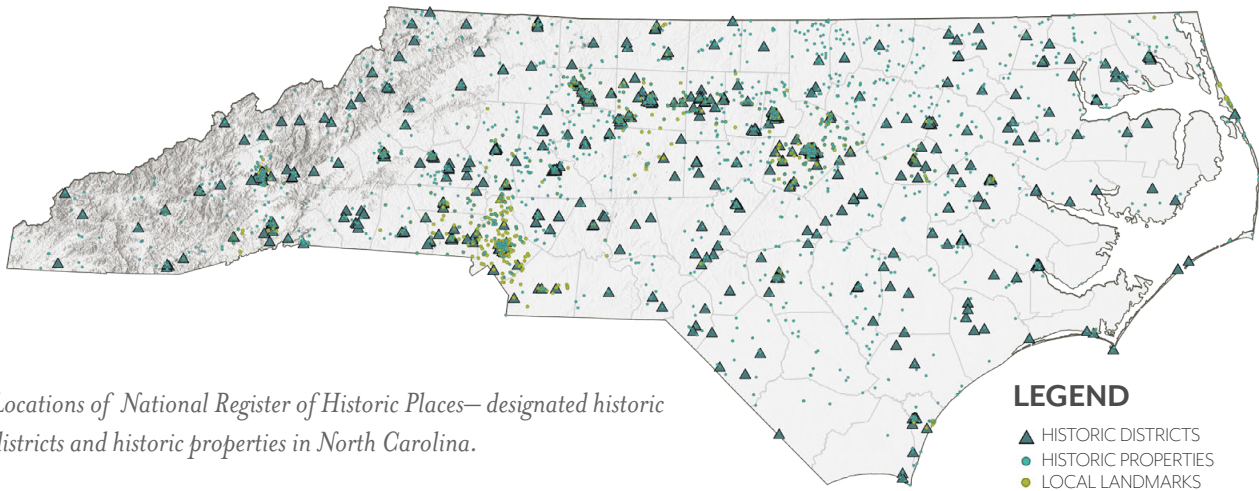 Locations of National Register of Historic Places— designated historic
districts and historic properties in North Carolina.
LEGEND
HISTORIC DISTRICTS
HISTORIC PROPERTIES
LOCAL LANDMARKS